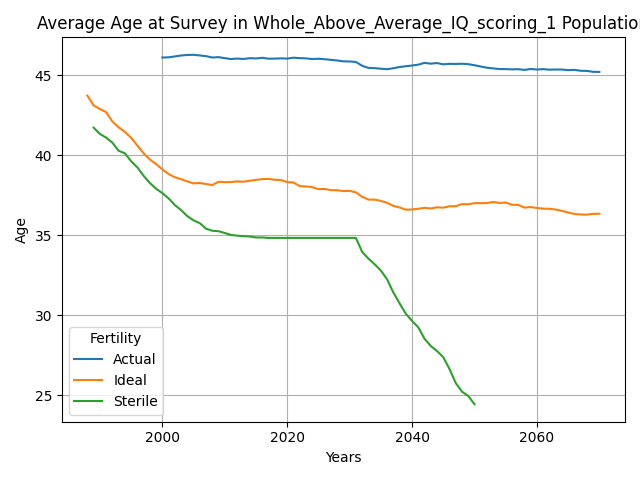 Average Age at Survey in Whole_Above_Average_IQ_scoring_1 Population
Age
45
40
35
30
25
Fertility
Actual
Ideal
Sterile
2000 2020 2040 2060
Years